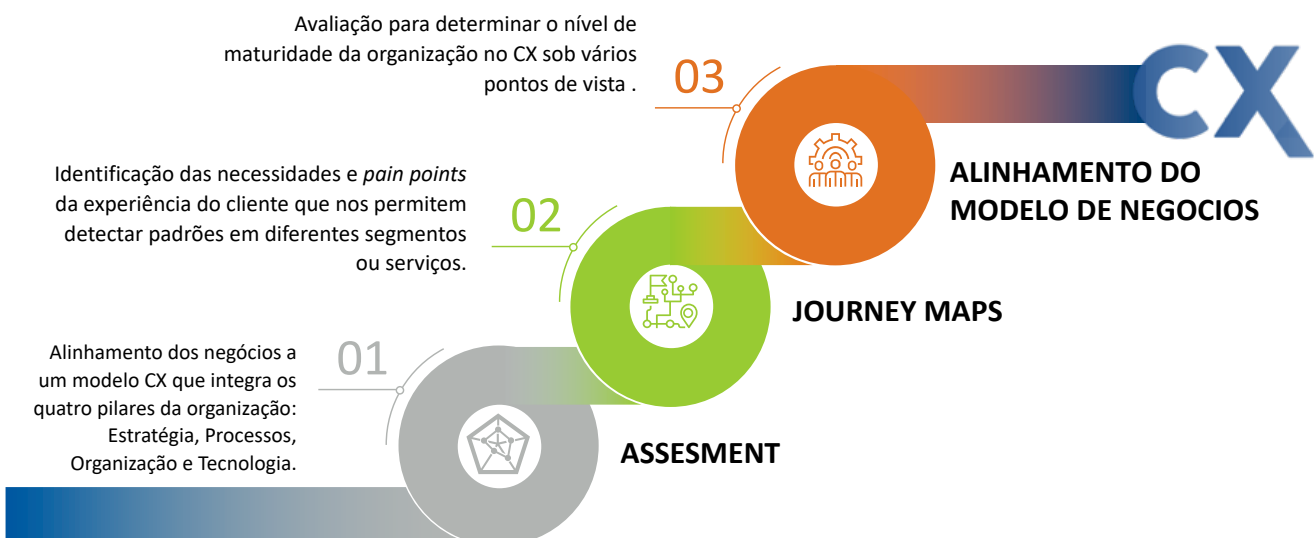 Avaliação para determinar o nível de
maturidade da organização no CX sob vários
pontos de vista .
03
CX
ALINHAMENTO DO
MODELO DE NEGOCIOS
Identificação das necessidades e pain points
da experiência do cliente que nos permitem
detectar padrões em diferentes segmentos
ou serviços.
02
JOURNEY MAPS
Alinhamento dos negócios a
um modelo CX que integra os
quatro pilares da organização:
Estratégia, Processos,
Organização e Tecnologia.
01
ASSESMENT